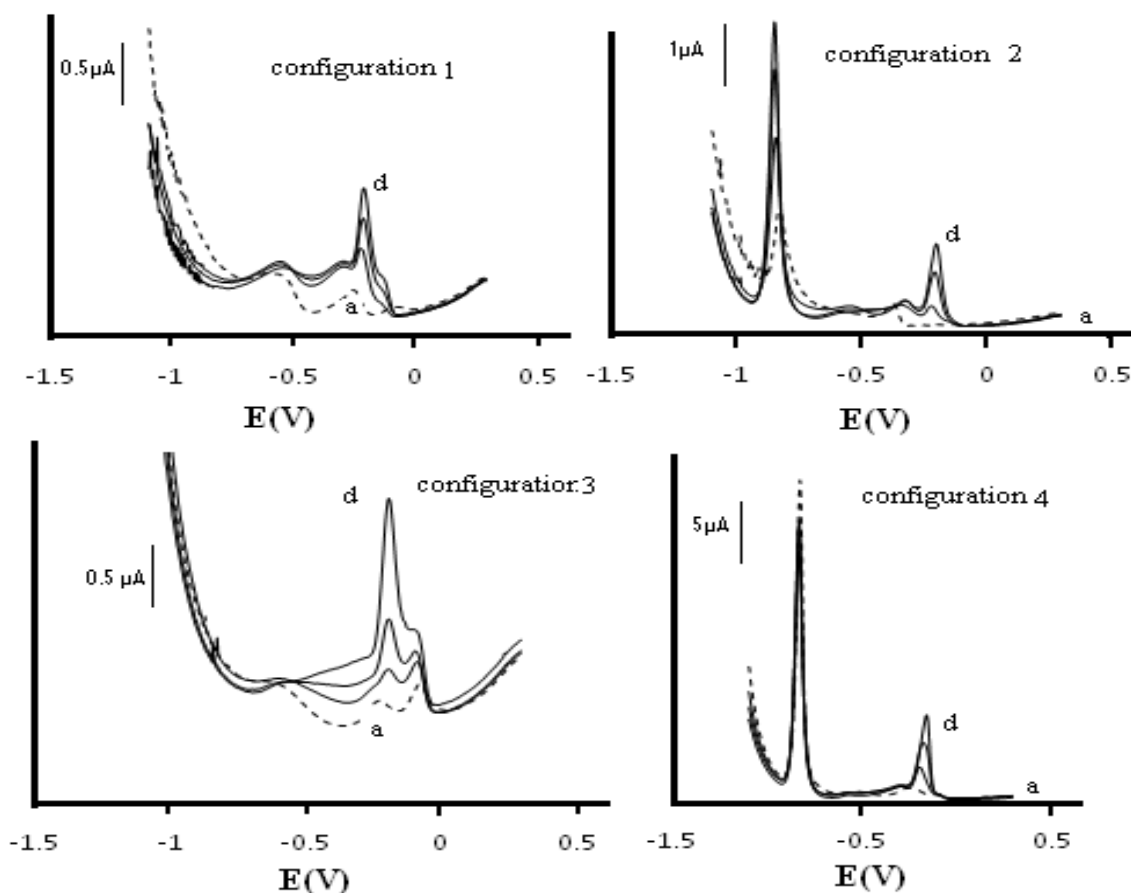 0.5µA
configuration 1
d
a
-1.5 -1 -0.5 0 0.5
E(V)
1µA
configuration 2
d
a
-1.5 -1 -0.5 0 0.5
E(V)
d
configuration:3
0.5 µA
a
-1.5 -1 -0.5 0 0.5
E(V)
configuration 4
5µA
d
a
-1.5 -0.5 0.5
E(V)